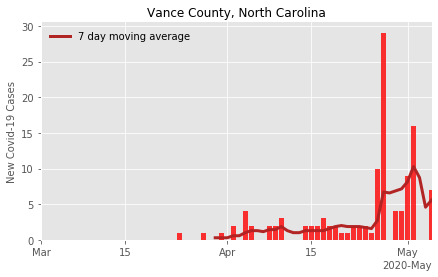 Vance County, North Carolina
7 day moving average
New Covid-19 Cases
30
25
20
15
10
5
0
Mar
15
Apr
15
May
2020-May